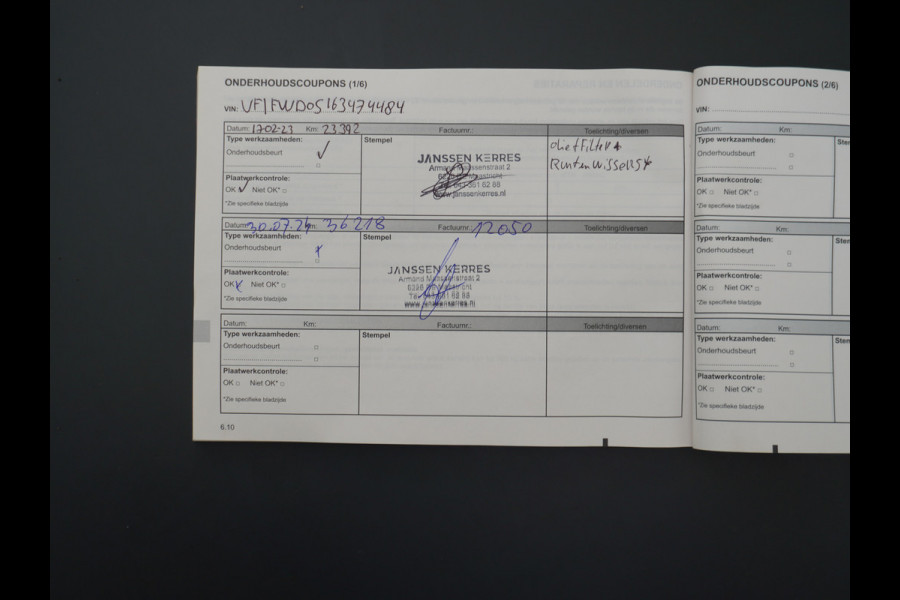 ONDERHOUDSCOUPONS (1/6)
VIN: VF1FWD0S163474484
Datum: 17-02-23 Km: 23.392 Factuurnr.: Toelichting/diversen
Type werkzaamheden:
Onderhoudsbeurt
Plaatwerkcontrole:
OK Niet OK*
*Zie specifieke bladzijde
Stempel
JANSSEN KERRES
www.janssenkerres.nl
olietfilter
Ruitenwissers
Datum: 30.07.24 Km: 36218 Factuurnr.: 12050 Toelichting/diversen
Type werkzaamheden:
Onderhoudsbeurt
Plaatwerkcontrole:
OK Niet OK*
*Zie specifieke bladzijde
Stempel
JANSSEN KERRES
Datum: Km: Factuurnr.: Toelichting/diversen
Type werkzaamheden:
Onderhoudsbeurt
Plaatwerkcontrole:
OK Niet OK*
*Zie specifieke bladzijde
Stempel
6.10
ONDERHOUDSCOUPONS (2/6)
VIN:
Datum: Km:
Type werkzaamheden:
Onderhoudsbeurt
Plaatwerkcontrole:
OK Niet OK*
*Zie specifieke bladzijde
Datum: Km:
Type werkzaamheden:
Onderhoudsbeurt
Plaatwerkcontrole:
OK Niet OK*
*Zie specifieke bladzijde
Datum: Km:
Type werkzaamheden:
Onderhoudsbeurt
Plaatwerkcontrole:
OK Niet OK*
*Zie specifieke bladzijde